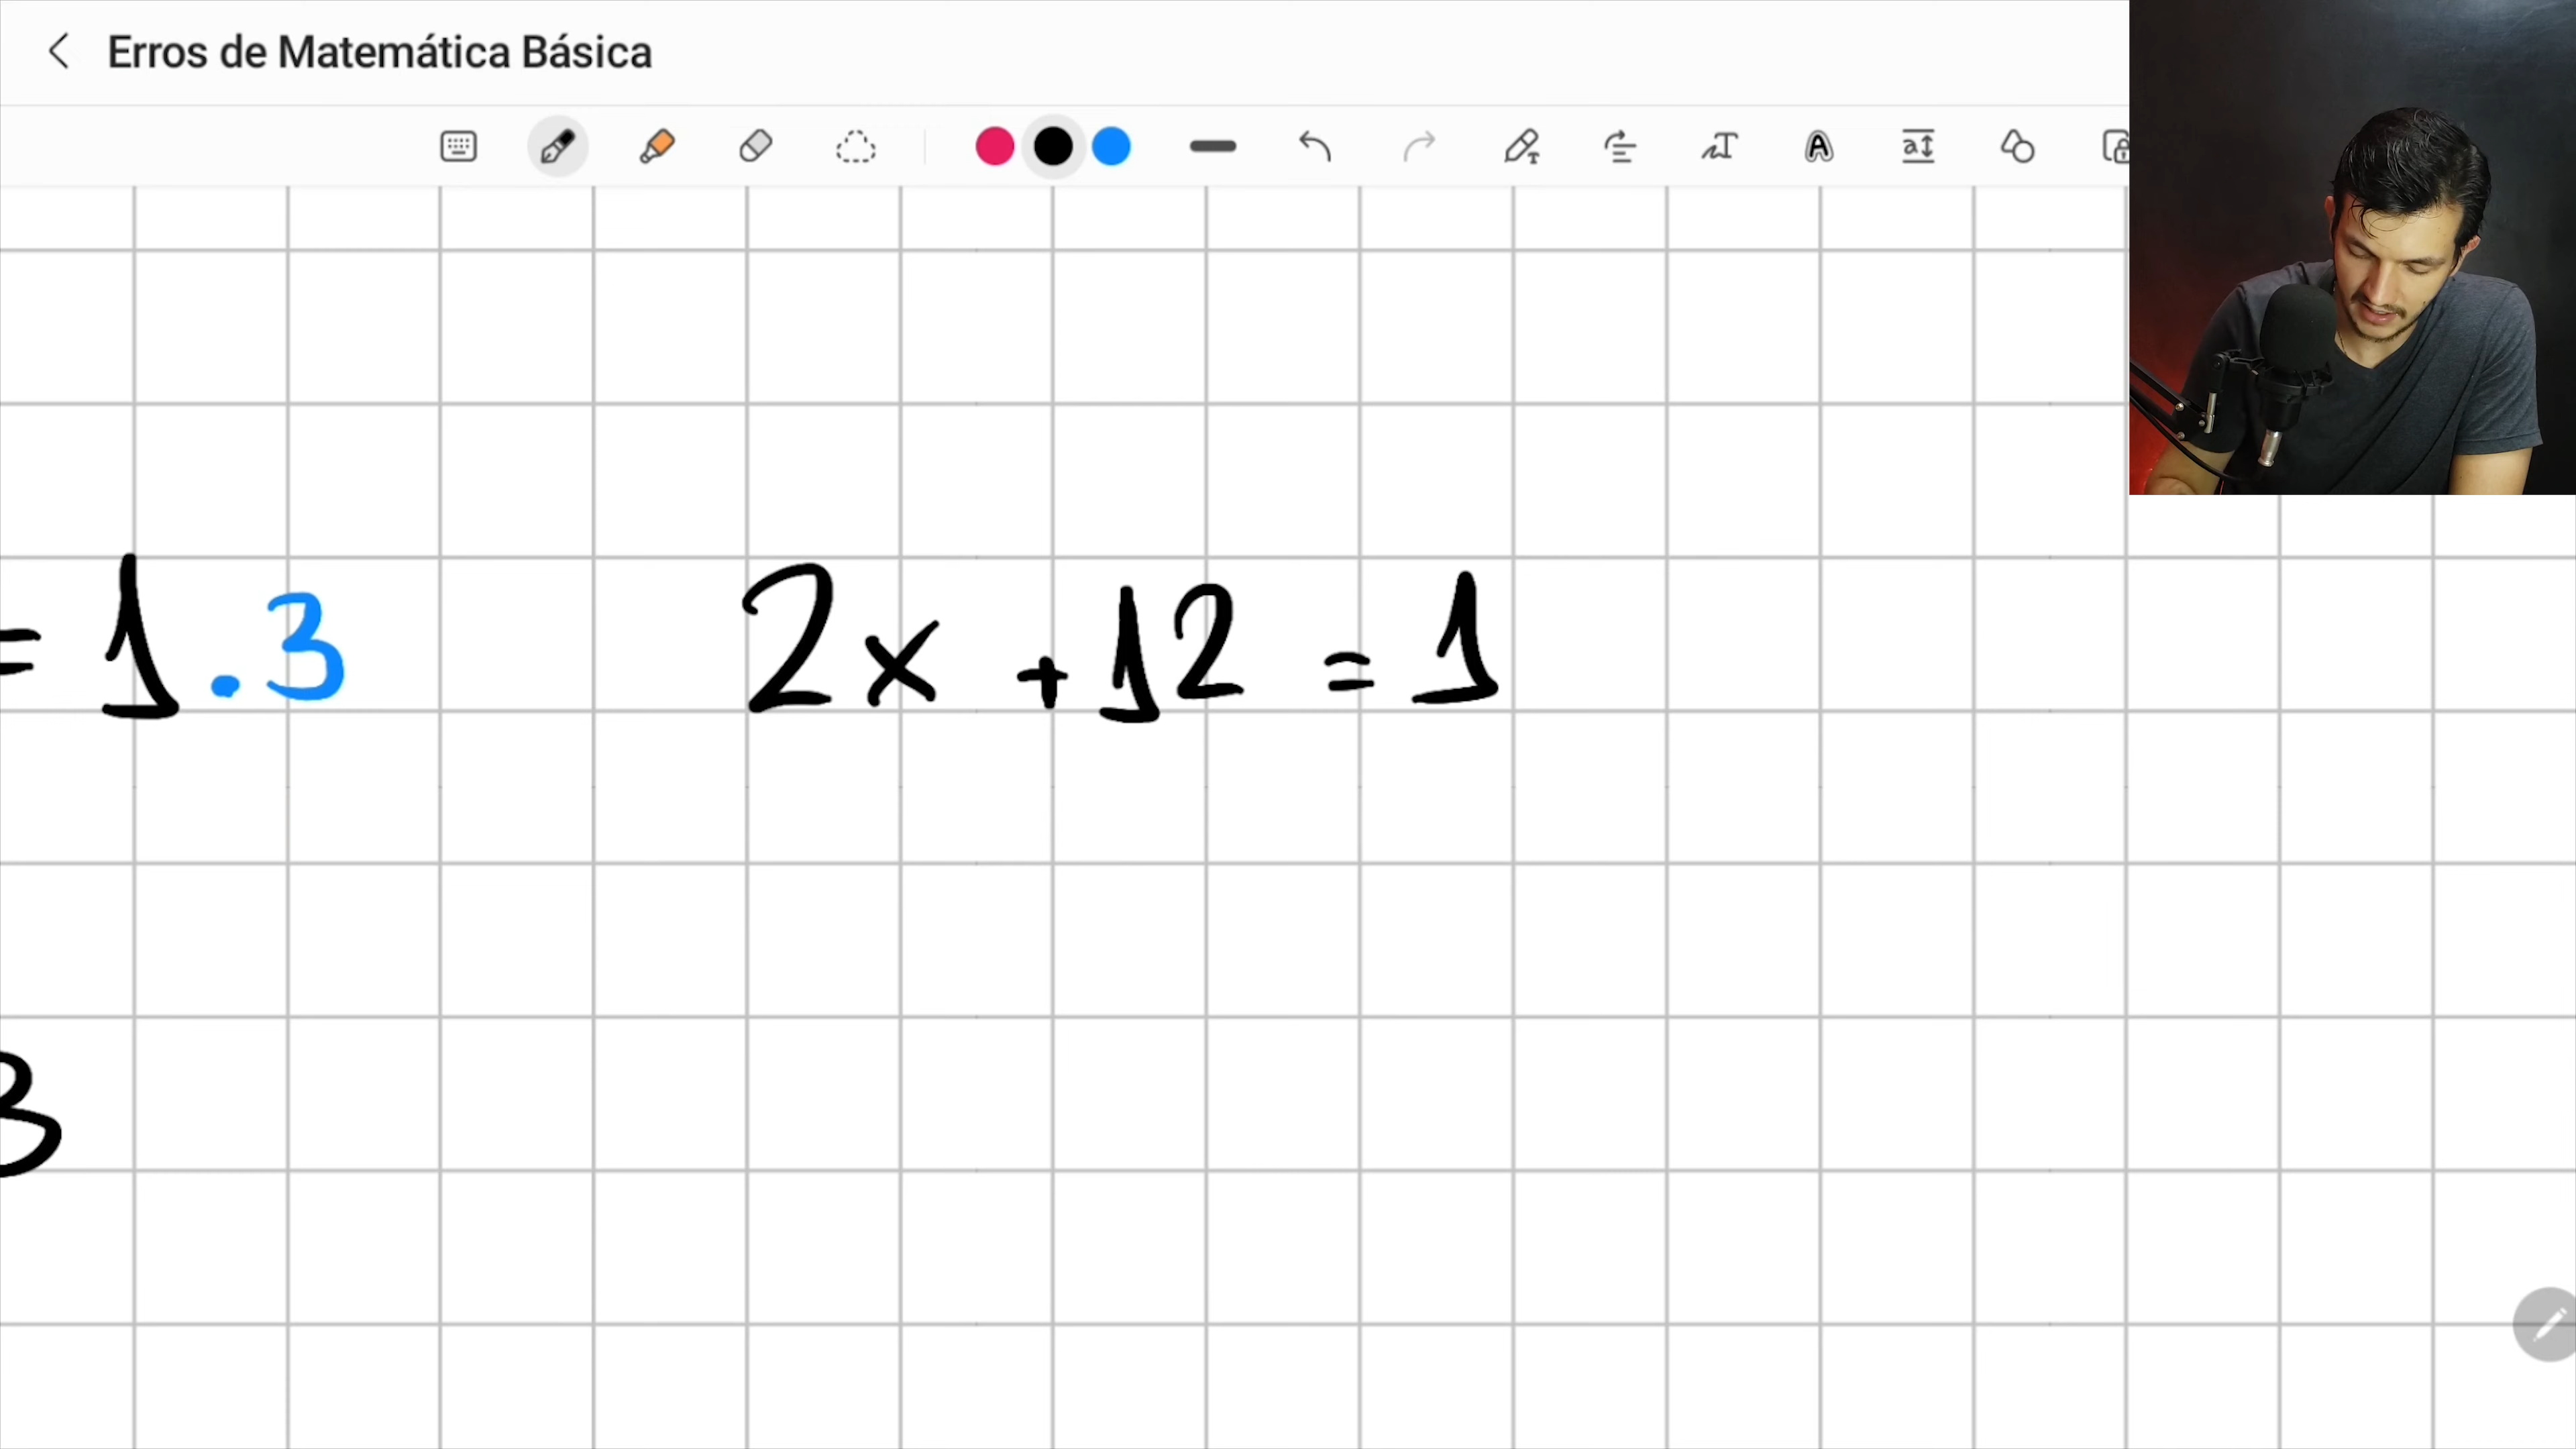 Erros de Matemática Básica
= 1 . 3
2x + 12 = 1
3